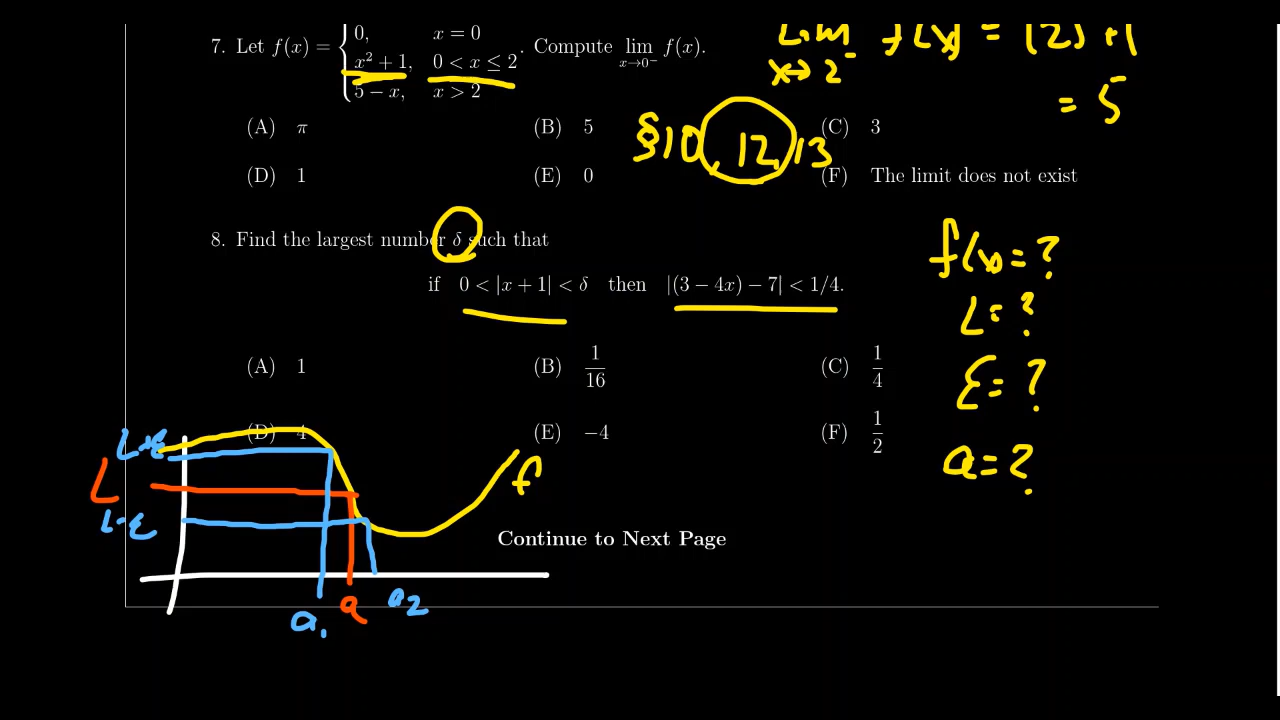 7. Let f(x) = { 0, x = 0
x² + 1, 0 < x ≤ 2 . Compute lim x→0⁻ f(x).
5 − x, x > 2
Lim x→2⁻ f(x) = (2) + 1
= 5
(A) π (B) 5 (C) 3
§10, 12, 13
(D) 1 (E) 0 (F) The limit does not exist
8. Find the largest number δ such that
if 0 < |x + 1| < δ then |(3 − 4x) − 7| < 1/4.
f(x) = ?
L = ?
ε = ?
a = ?
(A) 1 (B) 1/16 (C) 1/4
(D) 4 (E) −4 (F) 1/2
L+ε
L
L-ε
f
Continue to Next Page
a₁ a a₂